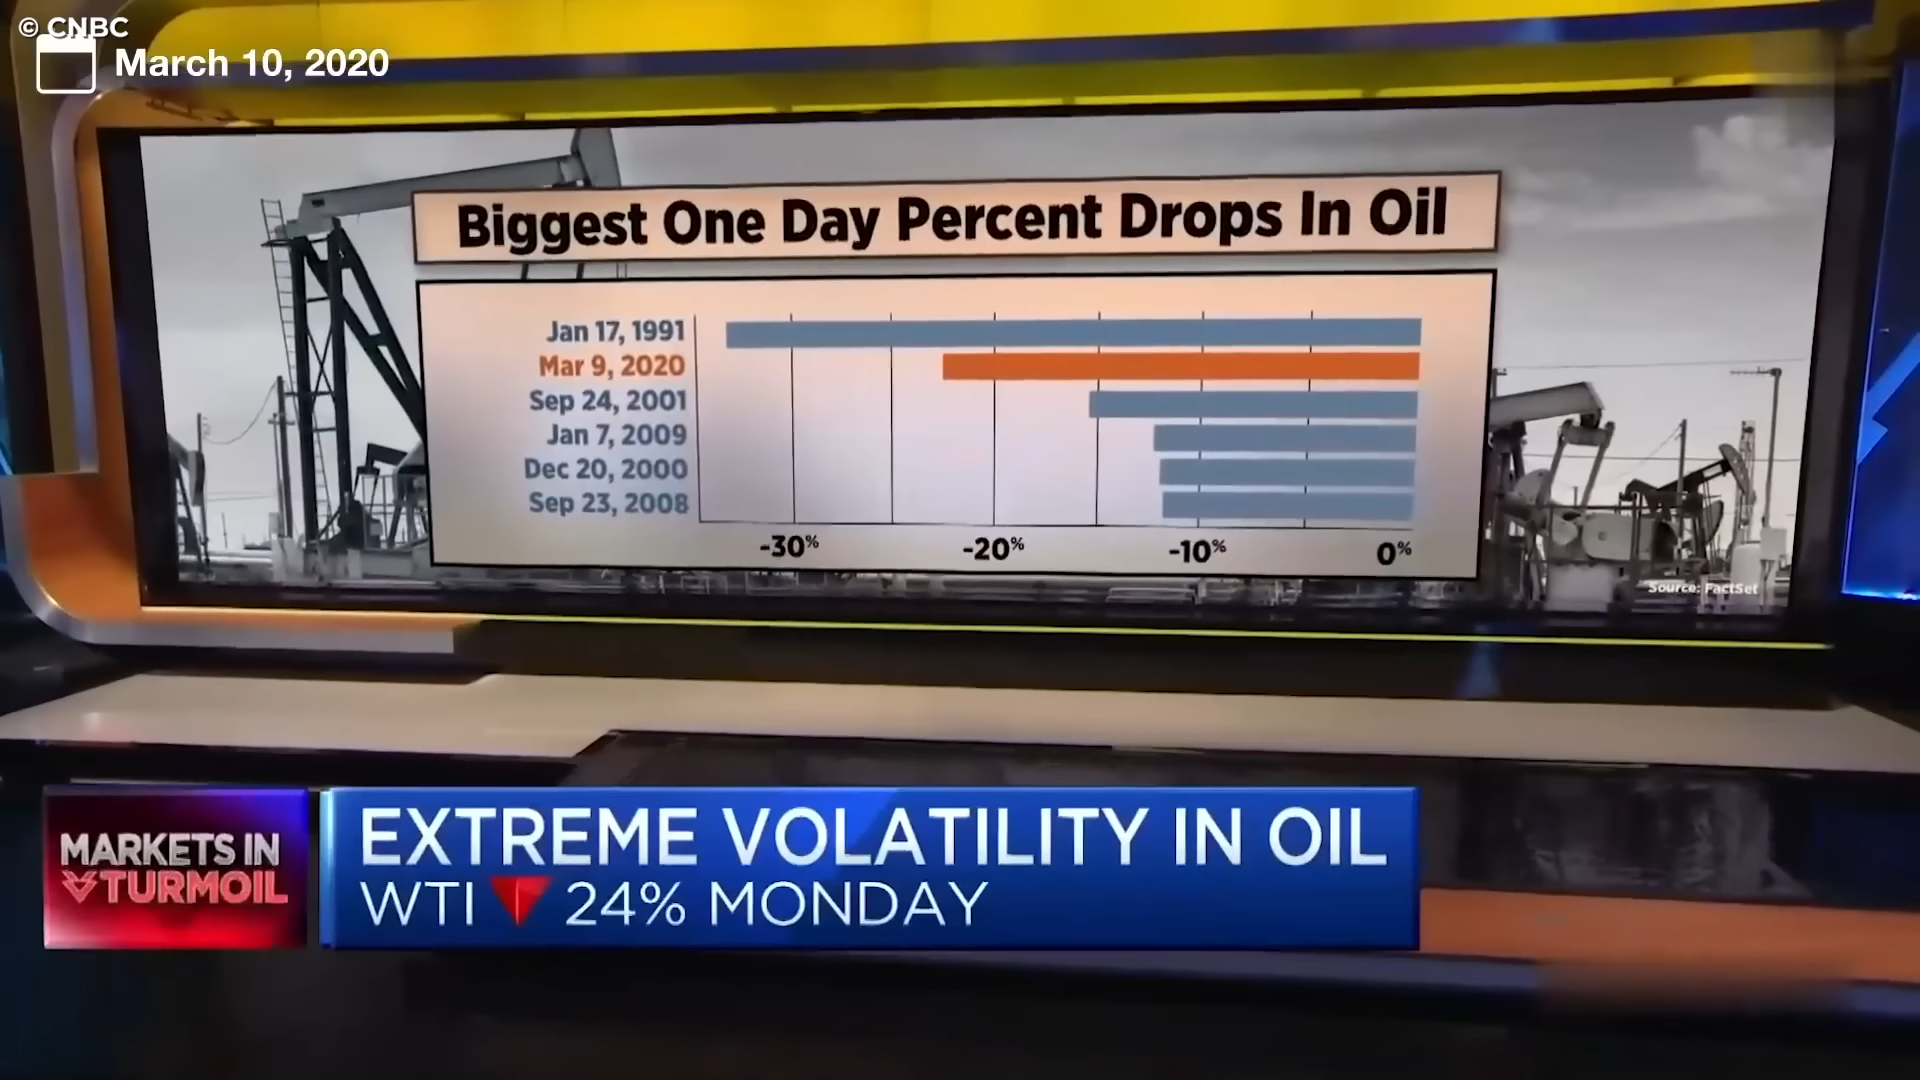 © CNBC
March 10, 2020
Biggest One Day Percent Drops In Oil
Jan 17, 1991
Mar 9, 2020
Sep 24, 2001
Jan 7, 2009
Dec 20, 2000
Sep 23, 2008
-30% -20% -10% 0%
Source: FactSet
MARKETS IN
TURMOIL
EXTREME VOLATILITY IN OIL
WTI ▼ 24% MONDAY